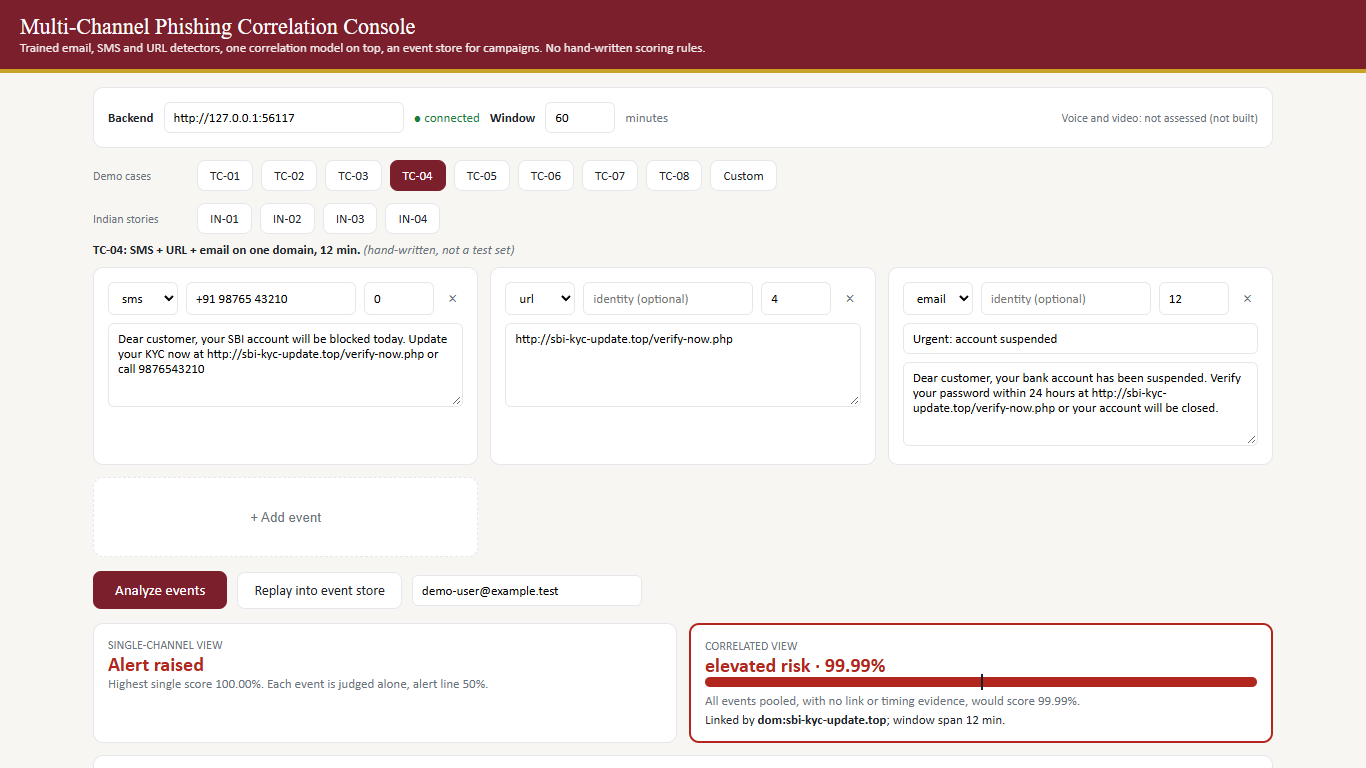 Multi-Channel Phishing Correlation Console
Trained email, SMS and URL detectors, one correlation model on top, an event store for campaigns. No hand-written scoring rules.
Backend http://127.0.0.1:56117 ● connected Window 60 minutes Voice and video: not assessed (not built)
Demo cases TC-01 TC-02 TC-03 TC-04 TC-05 TC-06 TC-07 TC-08 Custom
Indian stories IN-01 IN-02 IN-03 IN-04
TC-04: SMS + URL + email on one domain, 12 min. (hand-written, not a test set)
sms +91 98765 43210 0 ×
Dear customer, your SBI account will be blocked today. Update
your KYC now at http://sbi-kyc-update.top/verify-now.php or
call 9876543210
url identity (optional) 4 ×
http://sbi-kyc-update.top/verify-now.php
email identity (optional) 12 ×
Urgent: account suspended
Dear customer, your bank account has been suspended. Verify
your password within 24 hours at http://sbi-kyc-
update.top/verify-now.php or your account will be closed.
+ Add event
Analyze events Replay into event store demo-user@example.test
SINGLE-CHANNEL VIEW
Alert raised
Highest single score 100.00%. Each event is judged alone, alert line 50%.
CORRELATED VIEW
elevated risk · 99.99%
All events pooled, with no link or timing evidence, would score 99.99%.
Linked by dom:sbi-kyc-update.top; window span 12 min.